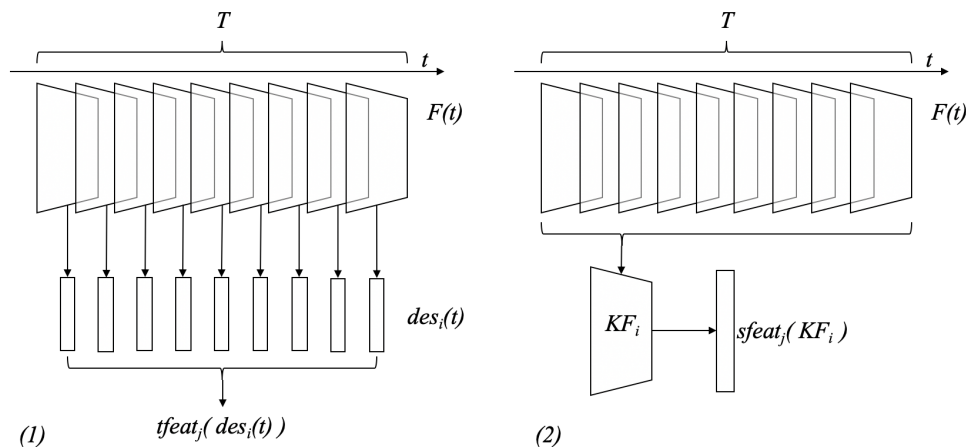 T
t
F(t)
des_i(t)
tfeat_j( des_i(t) )
(1)
T
t
F(t)
KF_i
sfeat_j( KF_i )
(2)